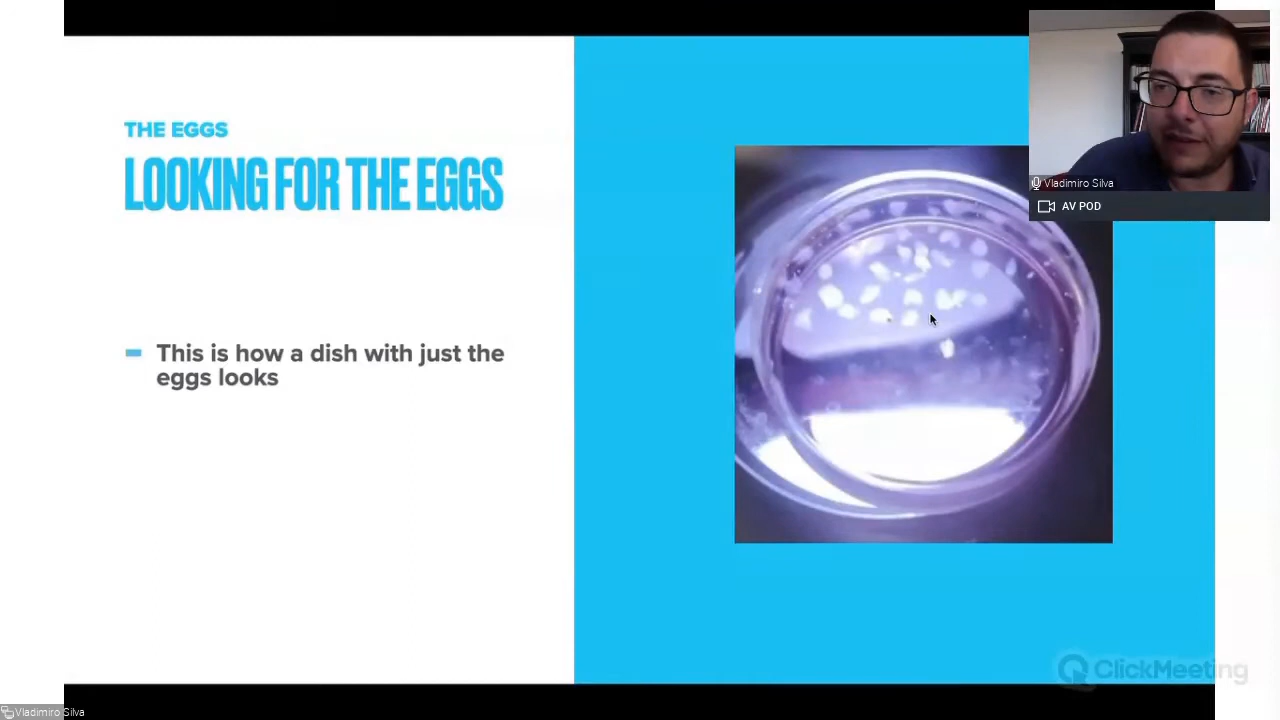 THE EGGS
LOOKING FOR THE EGGS
This is how a dish with just the
eggs looks
Vladimiro Silva
AV POD
ClickMeeting
Vladimiro Silva